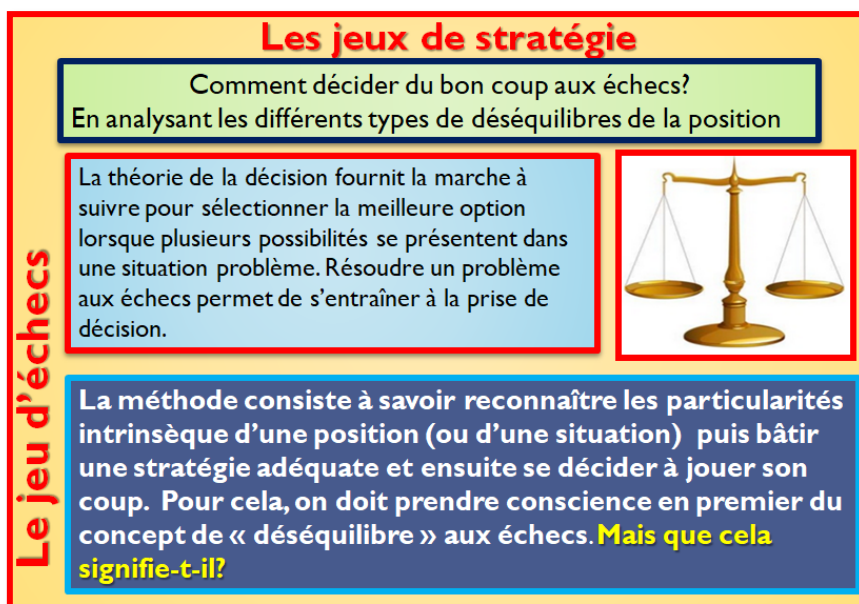 Les jeux de stratégie
Comment décider du bon coup aux échecs?
En analysant les différents types de déséquilibres de la position
La théorie de la décision fournit la marche à
suivre pour sélectionner la meilleure option
lorsque plusieurs possibilités se présentent dans
une situation problème. Résoudre un problème
aux échecs permet de s’entraîner à la prise de
décision.
Le jeu d’échecs
La méthode consiste à savoir reconnaître les particularités
intrinsèque d’une position (ou d’une situation) puis bâtir
une stratégie adéquate et ensuite se décider à jouer son
coup. Pour cela, on doit prendre conscience en premier du
concept de « déséquilibre » aux échecs. Mais que cela
signifie-t-il?